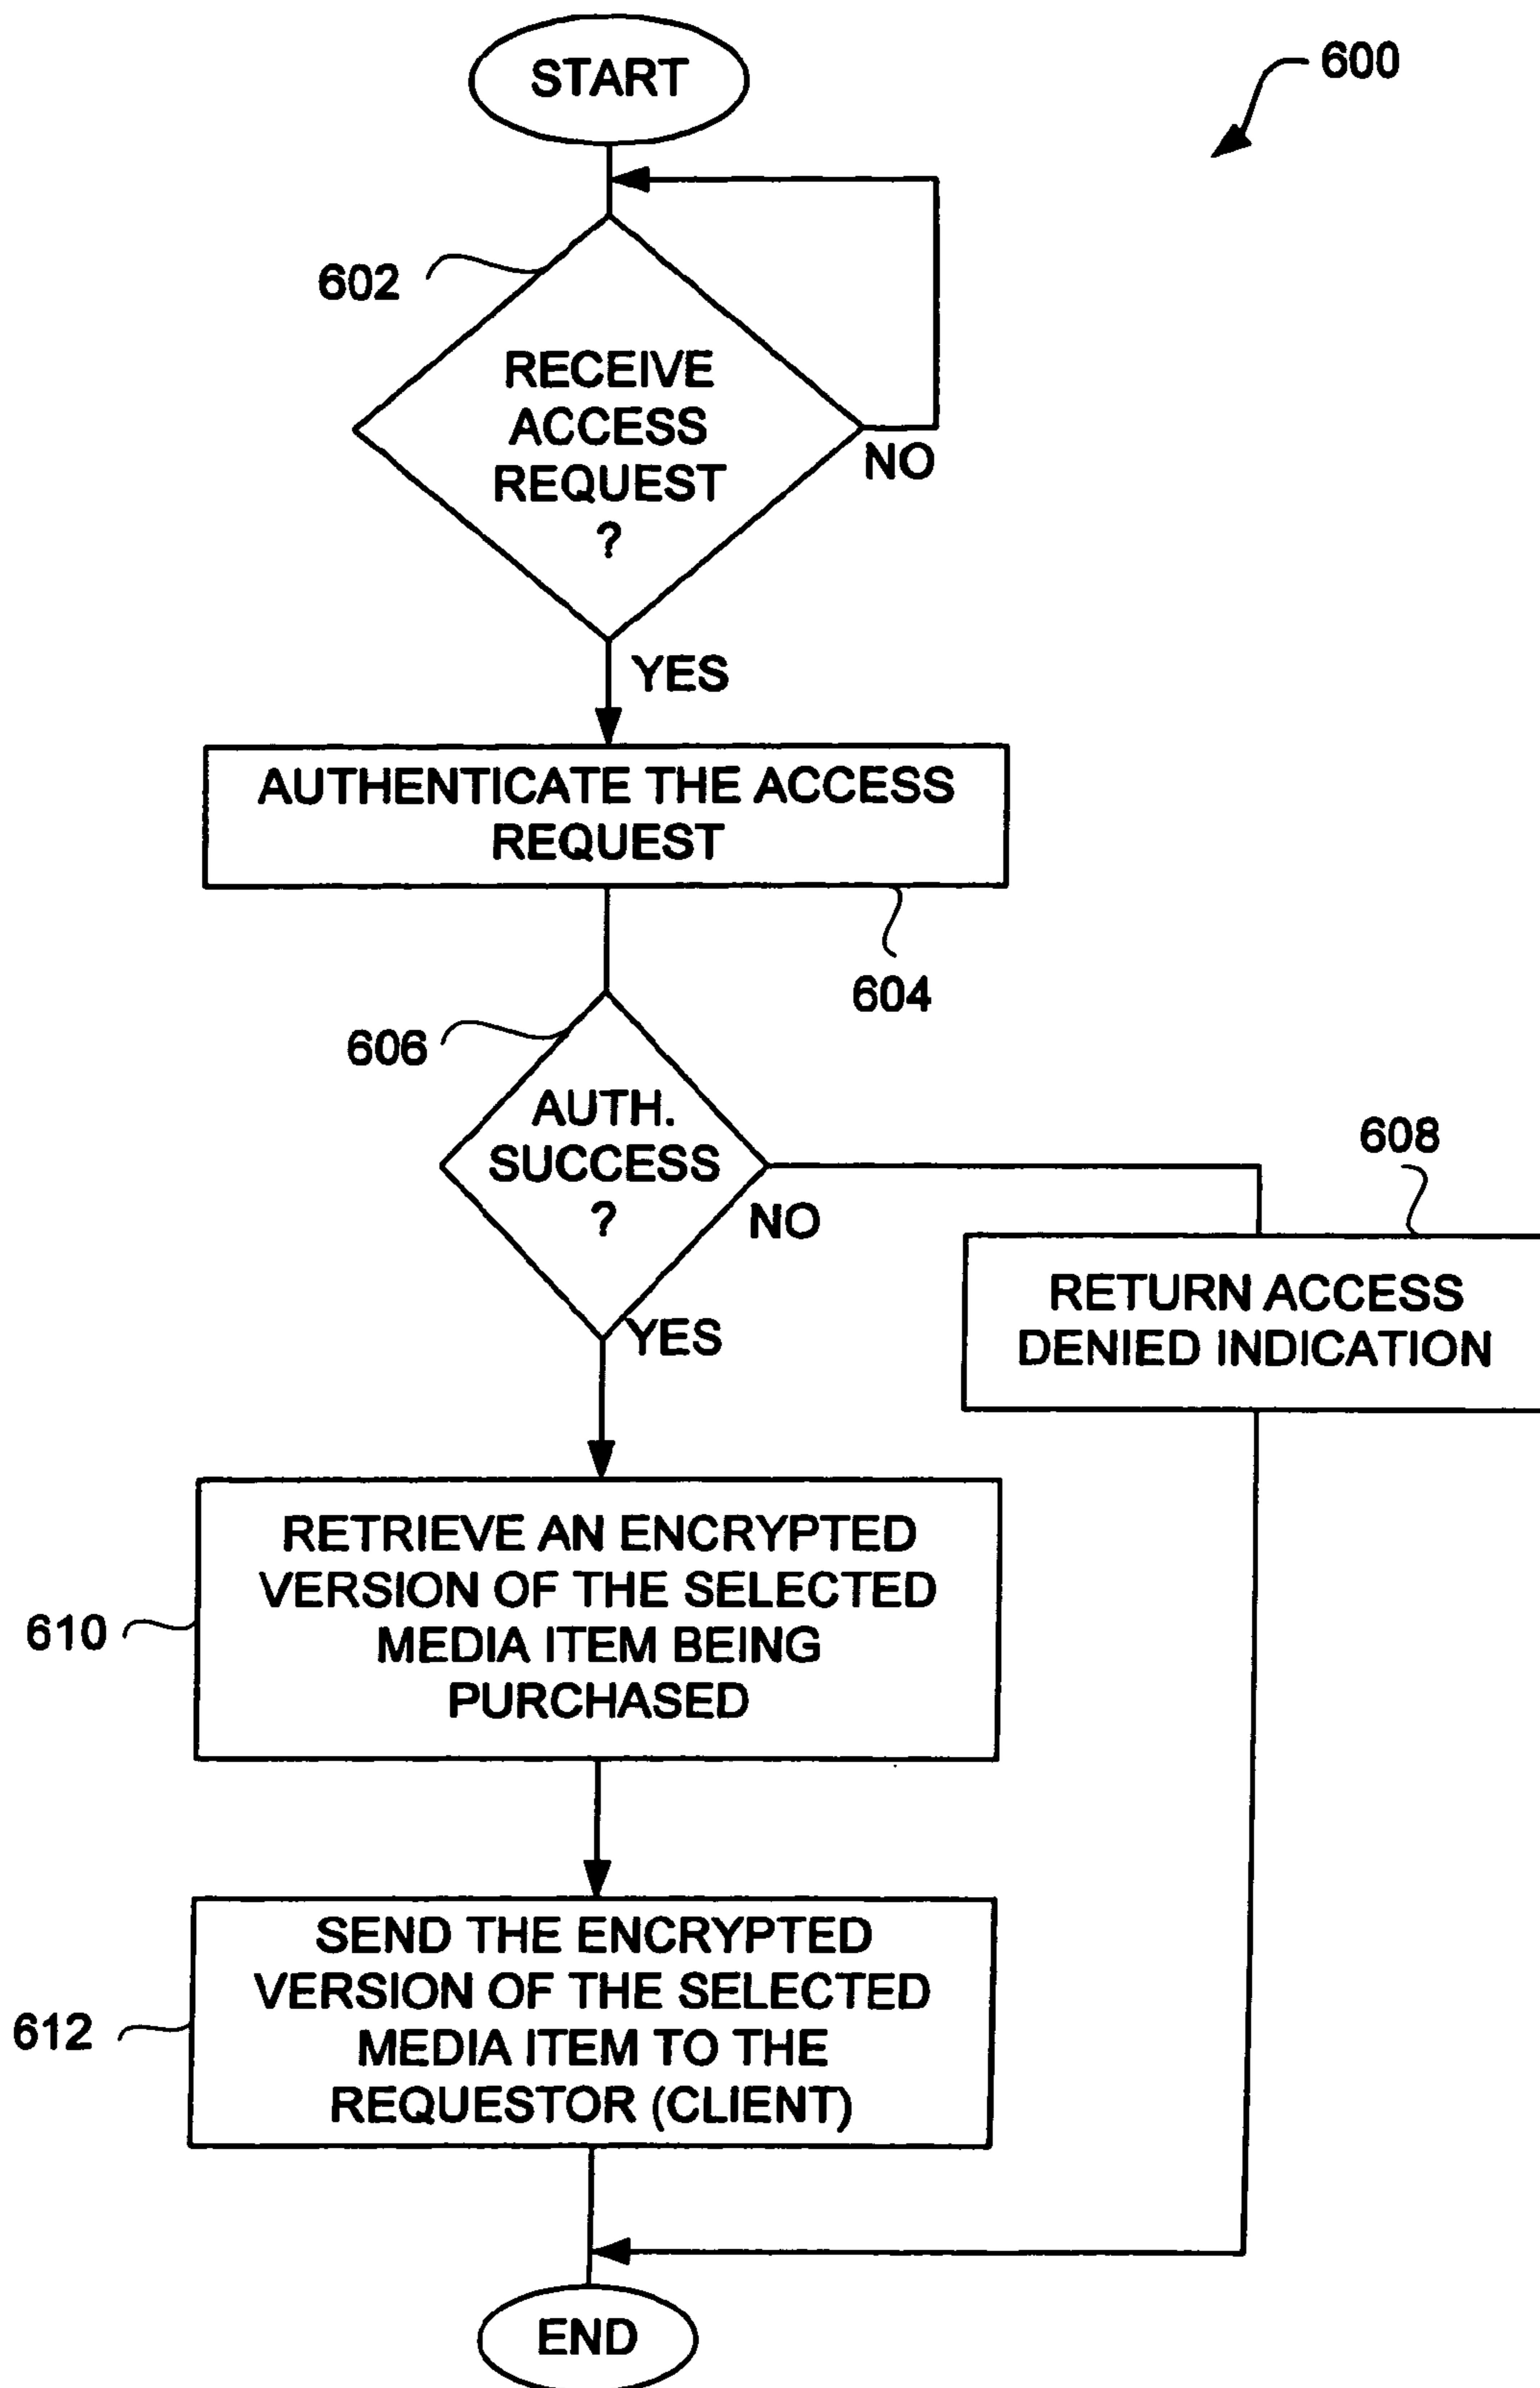 START
600
602
RECEIVE
ACCESS
REQUEST
?
NO
YES
AUTHENTICATE THE ACCESS
REQUEST
604
606
AUTH.
SUCCESS
?
NO
YES
608
RETURN ACCESS
DENIED INDICATION
RETRIEVE AN ENCRYPTED
VERSION OF THE SELECTED
MEDIA ITEM BEING
PURCHASED
610
SEND THE ENCRYPTED
VERSION OF THE SELECTED
MEDIA ITEM TO THE
REQUESTOR (CLIENT)
612
END